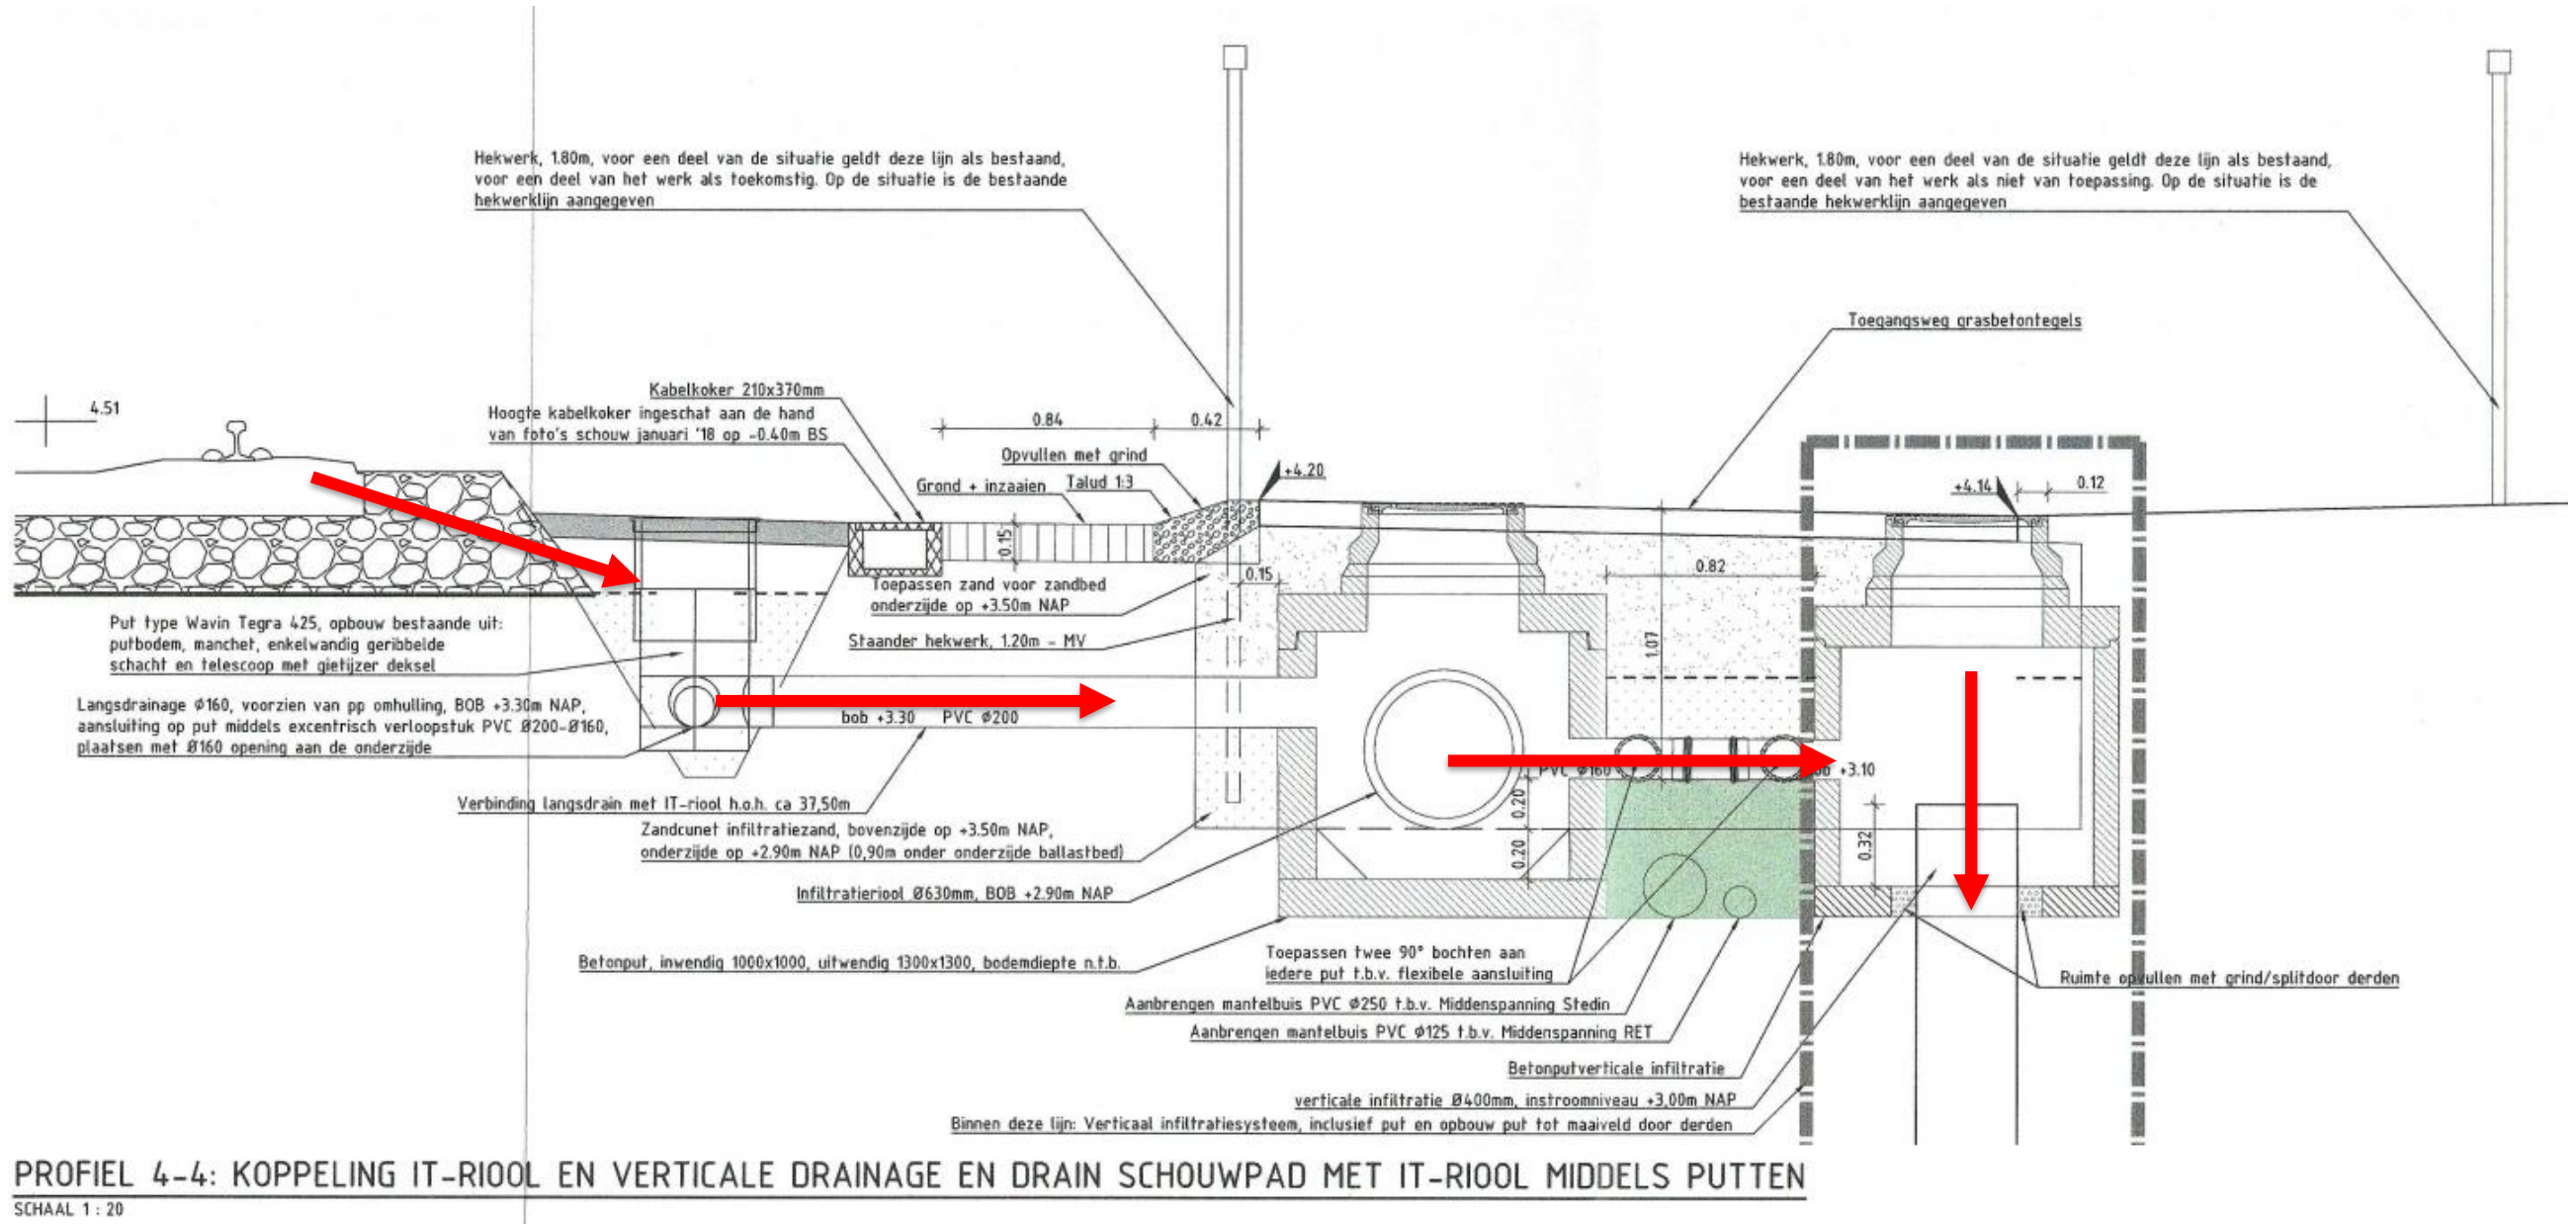 Hekwerk, 1.80m, voor een deel van de situatie geldt deze lijn als bestaand,
voor een deel van het werk als toekomstig. Op de situatie is de bestaande
hekwerklijn aangegeven
Hekwerk, 1.80m, voor een deel van de situatie geldt deze lijn als bestaand,
voor een deel van het werk als niet van toepassing. Op de situatie is de
bestaande hekwerklijn aangegeven
Toegangsweg grasbetontegels
4.51
Kabelkoker 210x370mm
Hoogte kabelkoker ingeschat aan de hand
van foto's schouw januari '18 op -0.40m BS
0.84
0.42
Opvullen met grind
Grond + inzaaien
Talud 1:3
+4.20
+4.14
0.12
0.15
0.15
0.82
1.07
Toepassen zand voor zandbed
onderzijde op +3.50m NAP
Staander hekwerk, 1.20m - MV
Put type Wavin Tegra 425, opbouw bestaande uit:
putbodem, manchet, enkelwandig geribbelde
schacht en telescoop met gietijzer deksel
Langsdrainage ø160, voorzien van pp omhulling, BOB +3.30m NAP,
aansluiting op put middels excentrisch verloopstuk PVC Ø200-Ø160,
plaatsen met Ø160 opening aan de onderzijde
bob +3.30 PVC ø200
PVC ø160
+3.10
0.20
0.20
0.32
Verbinding langsdrain met IT-riool h.o.h. ca 37,50m
Zandcunet infiltratiezand, bovenzijde op +3.50m NAP,
onderzijde op +2.90m NAP (0,90m onder onderzijde ballastbed)
Infiltratieriool Ø630mm, BOB +2.90m NAP
Betonput, inwendig 1000x1000, uitwendig 1300x1300, bodemdiepte n.t.b.
Toepassen twee 90° bochten aan
iedere put t.b.v. flexibele aansluiting
Aanbrengen mantelbuis PVC ø250 t.b.v. Middenspanning Stedin
Aanbrengen mantelbuis PVC ø125 t.b.v. Middenspanning RET
Ruimte opvullen met grind/splitdoor derden
Betonputverticale infiltratie
verticale infiltratie Ø400mm, instroomniveau +3,00m NAP
Binnen deze lijn: Verticaal infiltratiesysteem, inclusief put en opbouw put tot maaiveld door derden
PROFIEL 4-4: KOPPELING IT-RIOOL EN VERTICALE DRAINAGE EN DRAIN SCHOUWPAD MET IT-RIOOL MIDDELS PUTTEN
SCHAAL 1 : 20